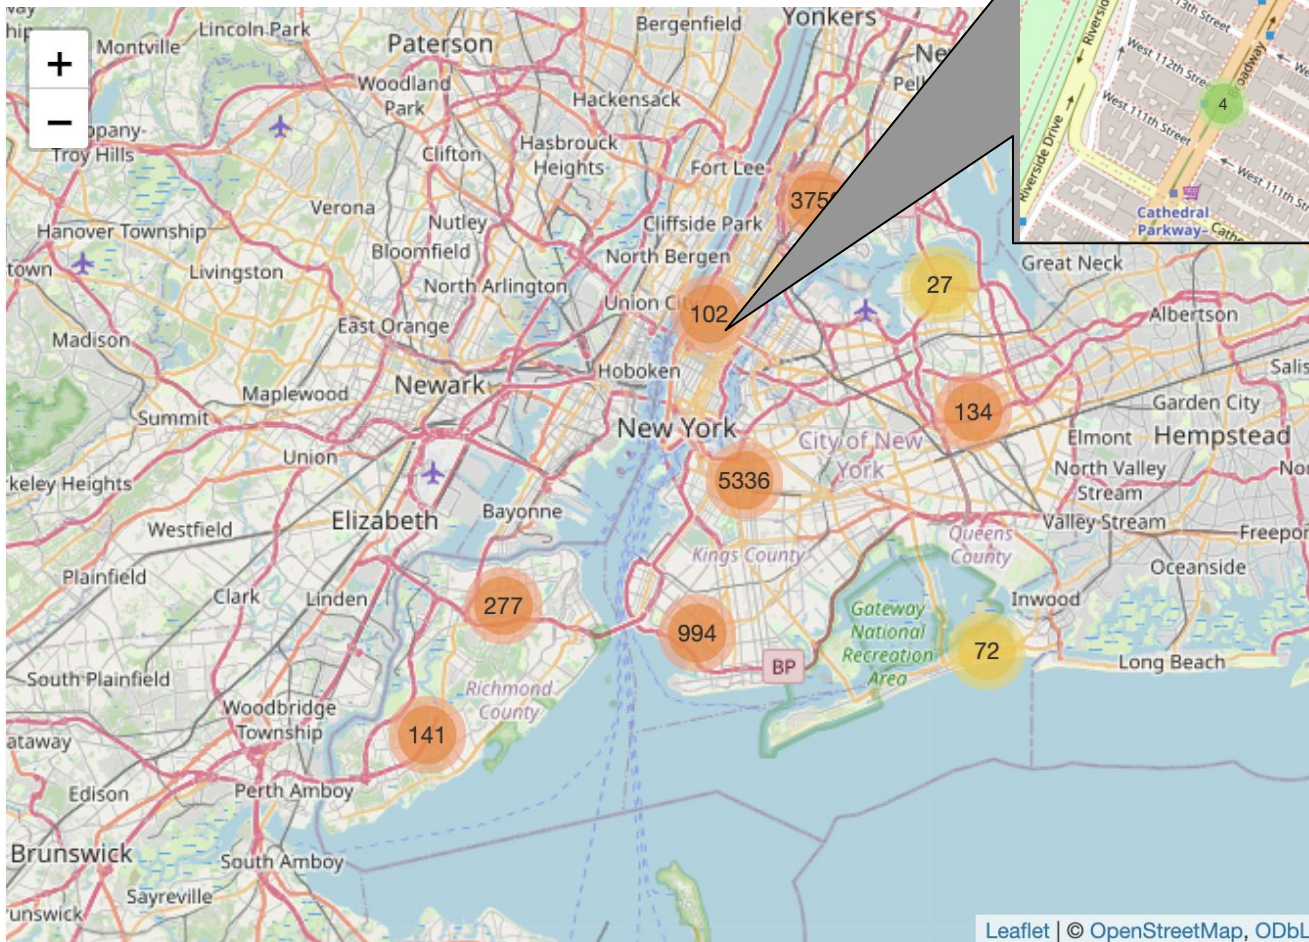 Lincoln Park
Bergenfield
Yonkers
+
−
Montville
Paterson
Woodland
Park
Hackensack
Troy Hills
Clifton
Hasbrouck
Heights
Fort Lee
Verona
Nutley
Cliffside Park
Hanover Township
Bloomfield
North Bergen
Livingston
North Arlington
Union City
102
27
Great Neck
Albertson
Madison
East Orange
Hoboken
Newark
Maplewood
Summit
New York
134
Garden City
Elmont
Hempstead
City of New
York
Union
5336
North Valley
Stream
Valley Stream
Westfield
Elizabeth
Bayonne
Kings County
Queens
County
Oceanside
Plainfield
Clark
Linden
277
994
Gateway
National
Recreation
Area
Inwood
72
BP
Long Beach
South Plainfield
Richmond
County
Woodbridge
Township
141
Edison
Perth Amboy
Brunswick
South Amboy
Sayreville
West 112th Street
Broadway
4
West 111th Street
Riverside Drive
West 111th
Cathedral
Parkway–
Leaflet | © OpenStreetMap, ODbL